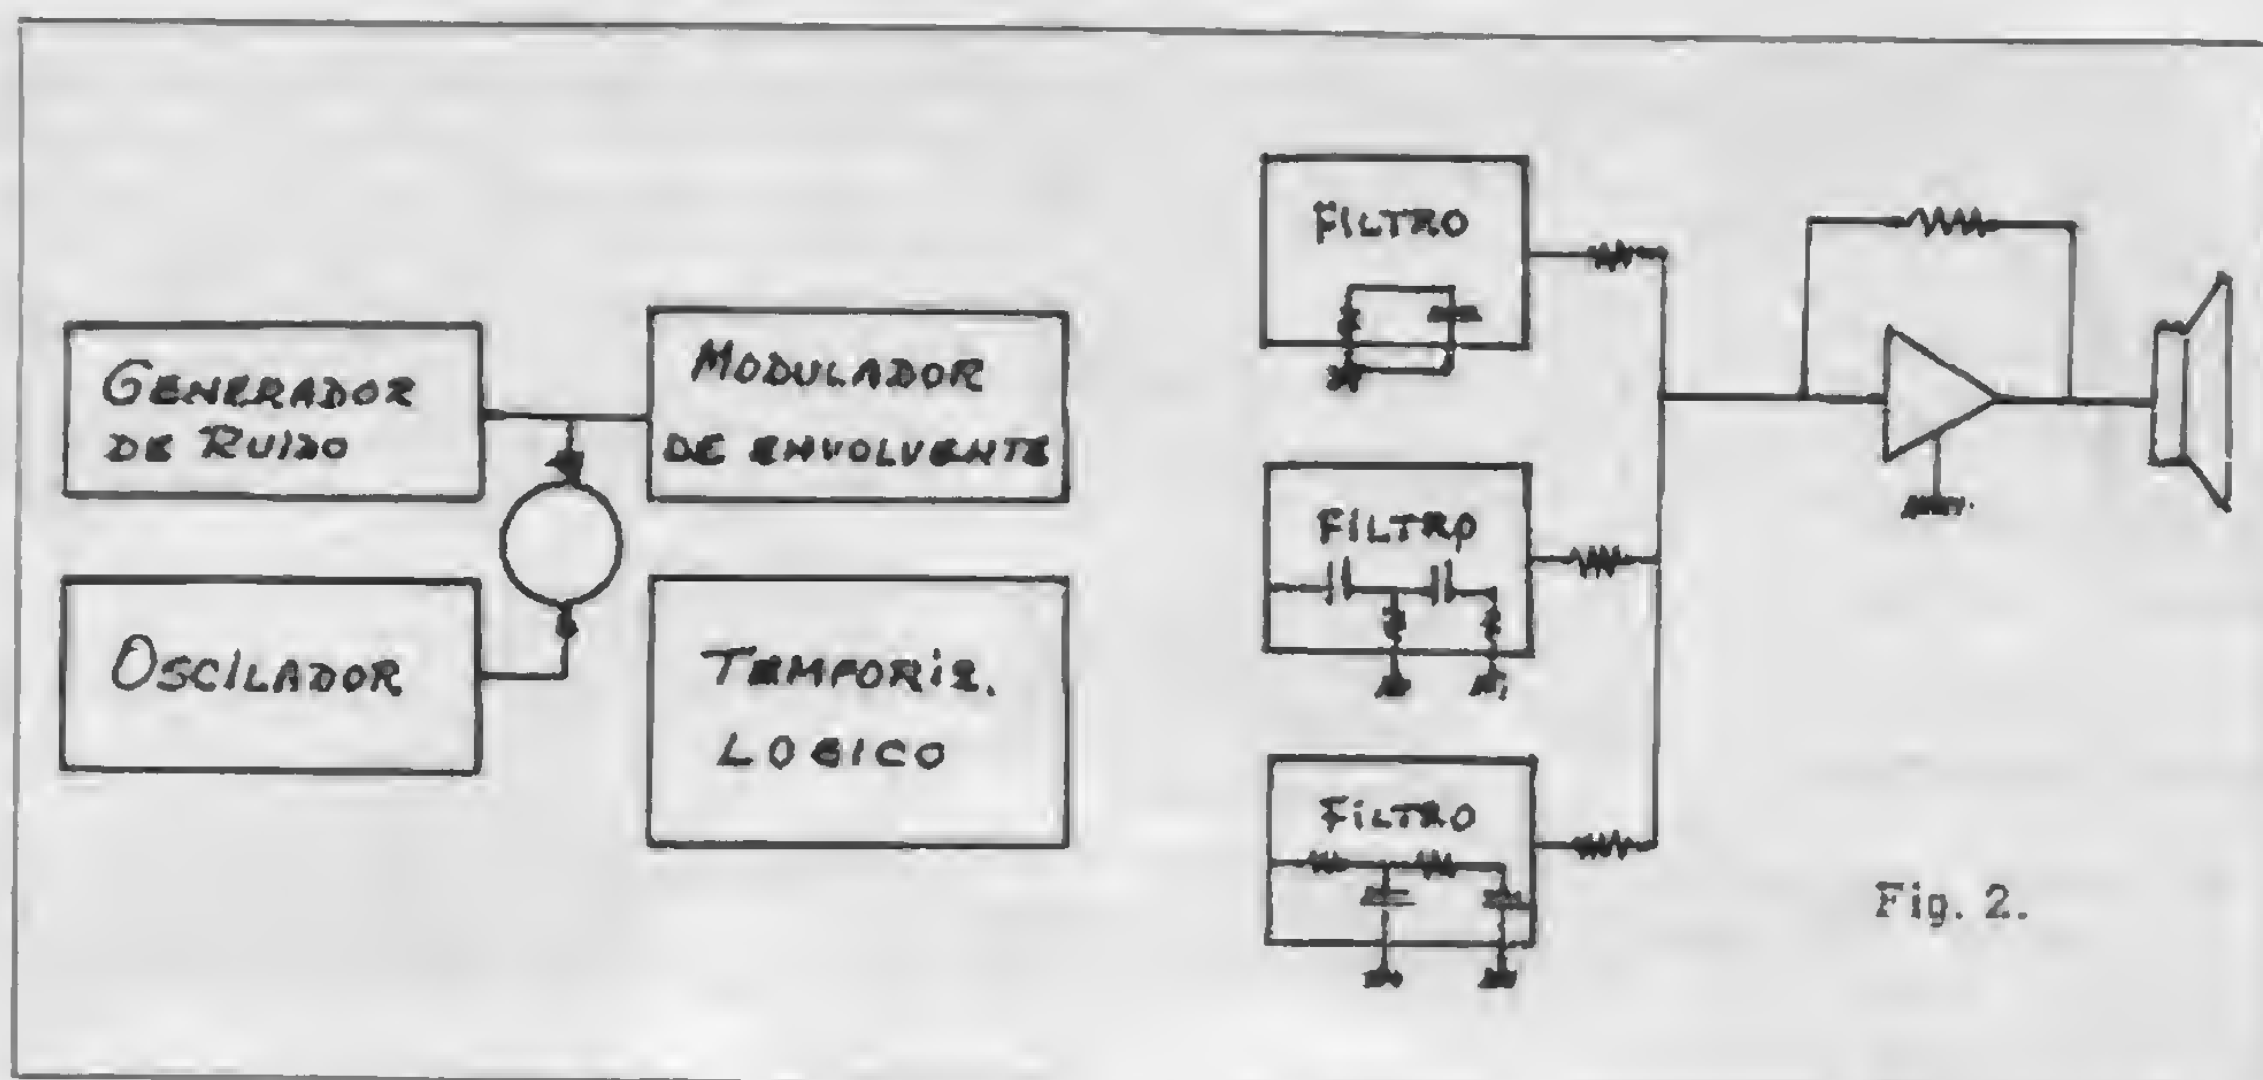 GENERADOR
DE RUIDO
MODULADOR
DE ENVOLVENTE
OSCILADOR
TEMPORIZ.
LOGICO
FILTRO
FILTRO
FILTRO
Fig. 2.